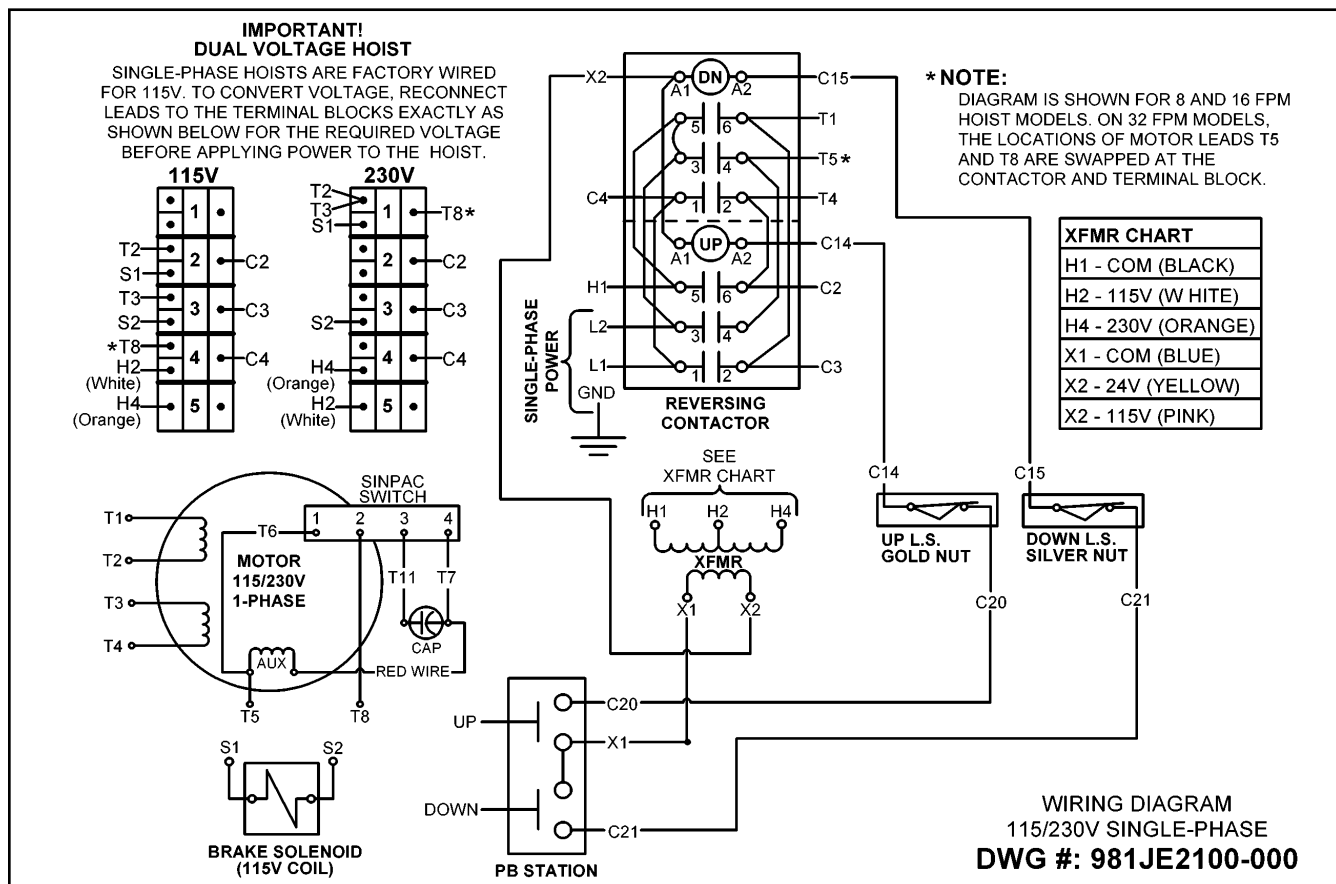 IMPORTANT!
DUAL VOLTAGE HOIST
SINGLE-PHASE HOISTS ARE FACTORY WIRED
FOR 115V. TO CONVERT VOLTAGE, RECONNECT
LEADS TO THE TERMINAL BLOCKS EXACTLY AS
SHOWN BELOW FOR THE REQUIRED VOLTAGE
BEFORE APPLYING POWER TO THE HOIST.
115V
1
T2
S1
2
C2
T3
S2
3
C3
*T8
H2
(White)
4
C4
H4
(Orange)
5
230V
T2
T3
S1
1
T8*
2
C2
S2
3
C3
H4
(Orange)
4
C4
H2
(White)
5
X2
A1
DN
A2
C15
5
6
T1
3
4
T5*
C4
1
2
T4
A1
UP
A2
C14
H1
5
6
C2
L2
3
4
L1
1
2
C3
SINGLE-PHASE
POWER
GND
REVERSING
CONTACTOR
*NOTE:
DIAGRAM IS SHOWN FOR 8 AND 16 FPM
HOIST MODELS. ON 32 FPM MODELS,
THE LOCATIONS OF MOTOR LEADS T5
AND T8 ARE SWAPPED AT THE
CONTACTOR AND TERMINAL BLOCK.
XFMR CHART
H1 - COM (BLACK)
H2 - 115V (W HITE)
H4 - 230V (ORANGE)
X1 - COM (BLUE)
X2 - 24V (YELLOW)
X2 - 115V (PINK)
SINPAC
SWITCH
1 2 3 4
T1
T2
T3
T4
T6
MOTOR
115/230V
1-PHASE
T11
T7
CAP
AUX
RED WIRE
T5
T8
S1
S2
BRAKE SOLENOID
(115V COIL)
SEE
XFMR CHART
H1
H2
H4
XFMR
X1
X2
C14
UP L.S.
GOLD NUT
C20
C15
DOWN L.S.
SILVER NUT
C21
UP
C20
X1
DOWN
C21
PB STATION
WIRING DIAGRAM
115/230V SINGLE-PHASE
DWG #: 981JE2100-000